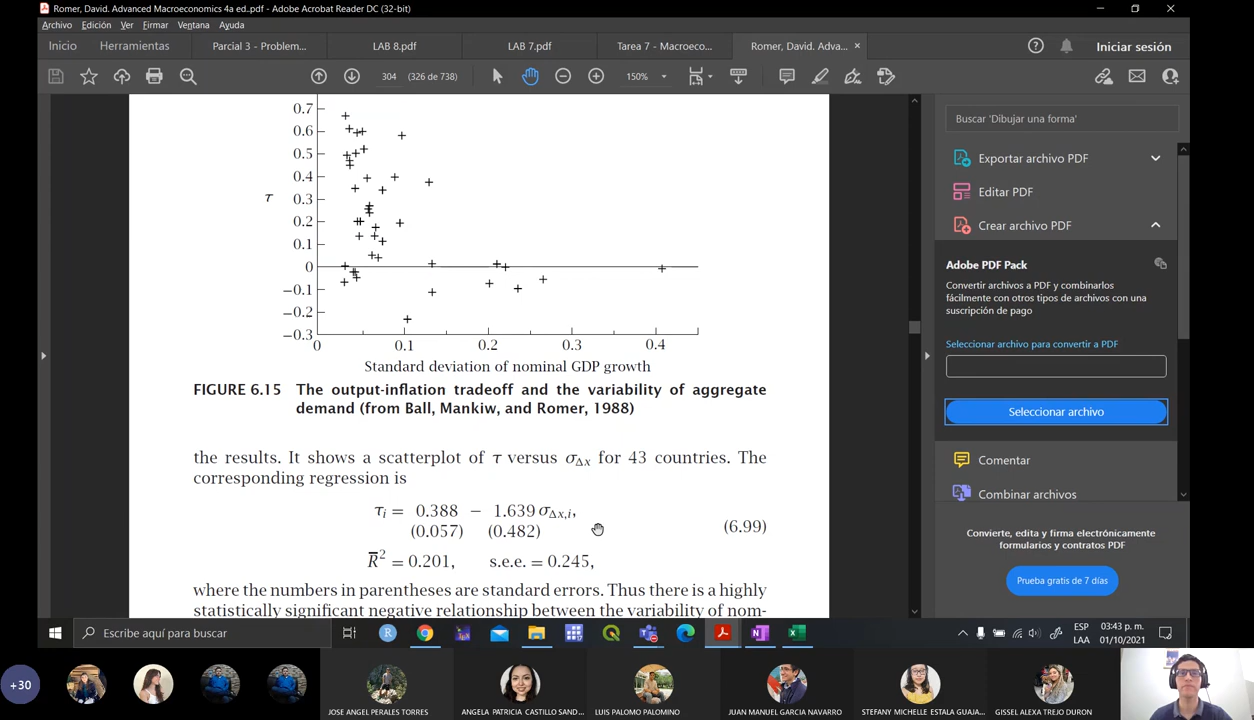 Romer, David. Advanced Macroeconomics 4a ed..pdf - Adobe Acrobat Reader DC (32-bit)
Archivo Edición Ver Firmar Ventana Ayuda
Inicio Herramientas Parcial 3 - Problem... LAB 8.pdf LAB 7.pdf Tarea 7 - Macroeco... Romer, David. Adva... × Iniciar sesión
304 (326 de 738) 150%
0.7
0.6
0.5
0.4
τ 0.3
0.2
0.1
0
−0.1
−0.2
−0.3
0 0.1 0.2 0.3 0.4
Standard deviation of nominal GDP growth
FIGURE 6.15 The output-inflation tradeoff and the variability of aggregate
demand (from Ball, Mankiw, and Romer, 1988)
the results. It shows a scatterplot of τ versus σΔx for 43 countries. The
corresponding regression is
τi = 0.388 − 1.639 σΔx,i,
(0.057) (0.482) (6.99)
R̄² = 0.201, s.e.e. = 0.245,
where the numbers in parentheses are standard errors. Thus there is a highly
statistically significant negative relationship between the variability of nom-
Buscar 'Dibujar una forma'
Exportar archivo PDF
Editar PDF
Crear archivo PDF
Adobe PDF Pack
Convertir archivos a PDF y combinarlos
fácilmente con otros tipos de archivos con una
suscripción de pago
Seleccionar archivo para convertir a PDF
Seleccionar archivo
Comentar
Combinar archivos
Convierte, edita y firma electrónicamente
formularios y contratos PDF
Prueba gratis de 7 días
Escribe aquí para buscar
ESP 03:43 p. m.
LAA 01/10/2021
+30
JOSE ANGEL PERALES TORRES
ANGELA PATRICIA CASTILLO SAND...
LUIS PALOMO PALOMINO
JUAN MANUEL GARCIA NAVARRO
STEFANY MICHELLE ESTALA GUAJA...
GISSEL ALEXA TREJO DURON